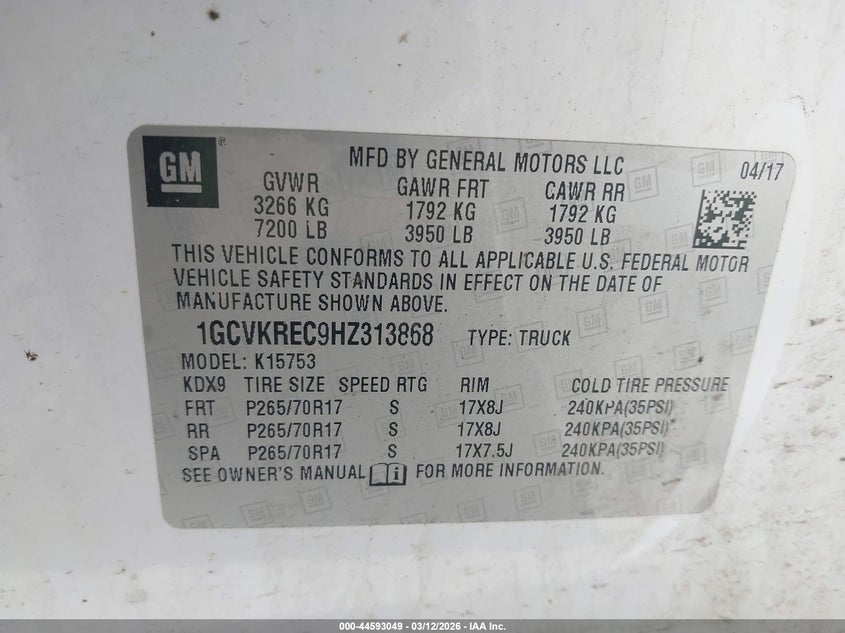 GM
MFD BY GENERAL MOTORS LLC
04/17
GVWR GAWR FRT GAWR RR
3266 KG 1792 KG 1792 KG
7200 LB 3950 LB 3950 LB
THIS VEHICLE CONFORMS TO ALL APPLICABLE U.S. FEDERAL MOTOR
VEHICLE SAFETY STANDARDS IN EFFECT ON THE DATE OF
MANUFACTURE SHOWN ABOVE.
1GCVKREC9HZ313868 TYPE: TRUCK
MODEL: K15753
KDX9 TIRE SIZE SPEED RTG RIM COLD TIRE PRESSURE
FRT P265/70R17 S 17X8J 240KPA(35PSI)
RR P265/70R17 S 17X8J 240KPA(35PSI)
SPA P265/70R17 S 17X7.5J 240KPA(35PSI)
SEE OWNER'S MANUAL FOR MORE INFORMATION.
000-44593049 - 03/12/2026 - IAA Inc.